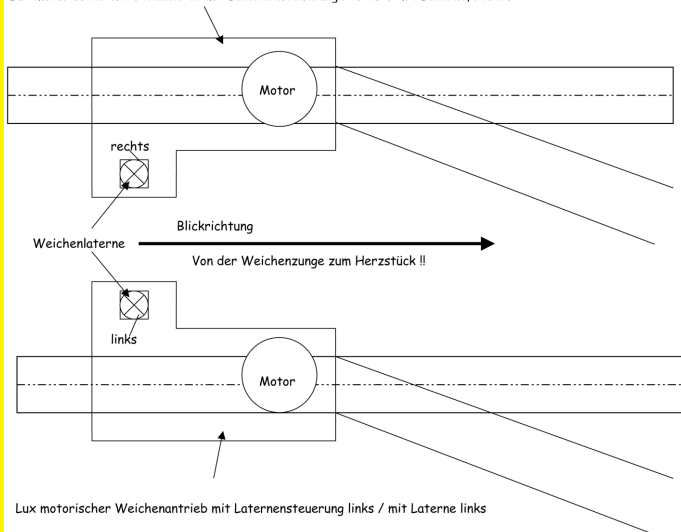 Motor
rechts
Blickrichtung
Weichenlaterne
Von der Weichenzunge zum Herzstück !!
links
Motor
Lux motorischer Weichenantrieb mit Laternensteuerung links / mit Laterne links